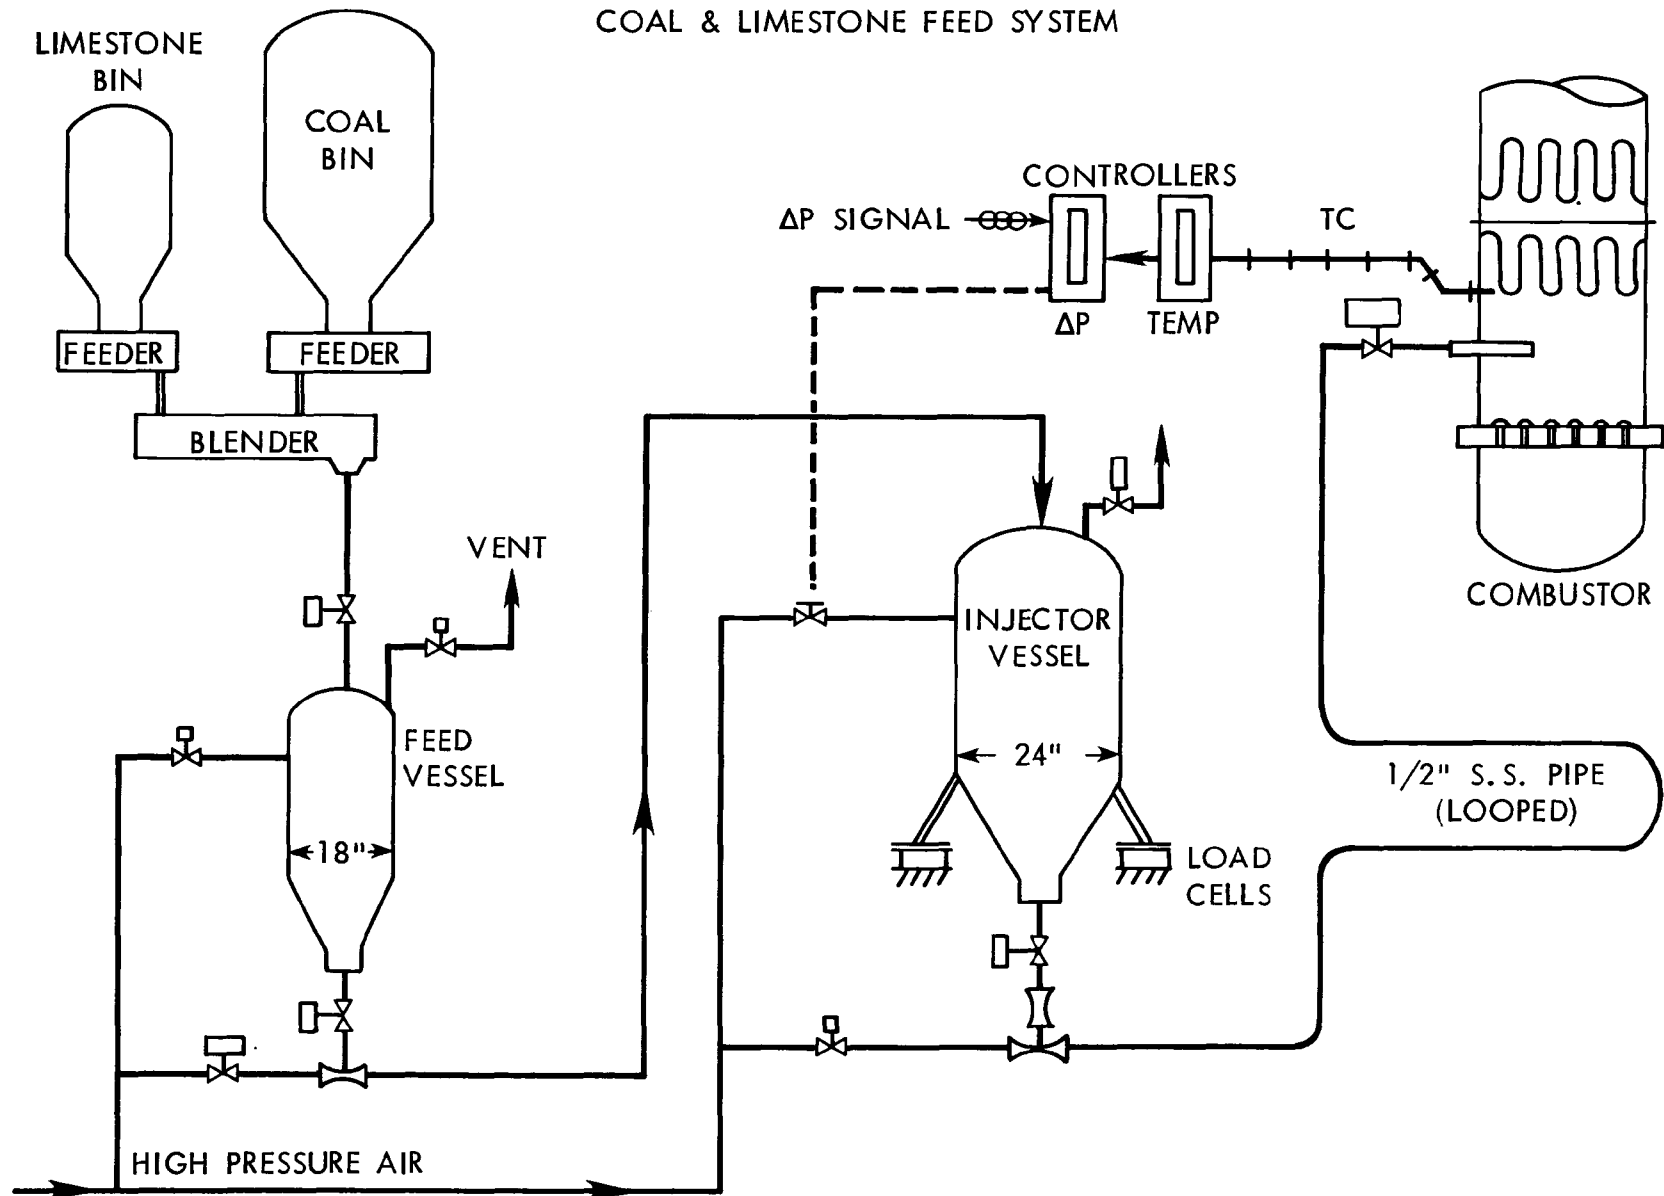 COAL & LIMESTONE FEED SYSTEM
LIMESTONE
BIN
COAL
BIN
FEEDER
FEEDER
BLENDER
CONTROLLERS
ΔP SIGNAL
TC
ΔP
TEMP
VENT
COMBUSTOR
INJECTOR
VESSEL
FEED
VESSEL
24"
1/2" S.S. PIPE
(LOOPED)
18"
LOAD
CELLS
HIGH PRESSURE AIR